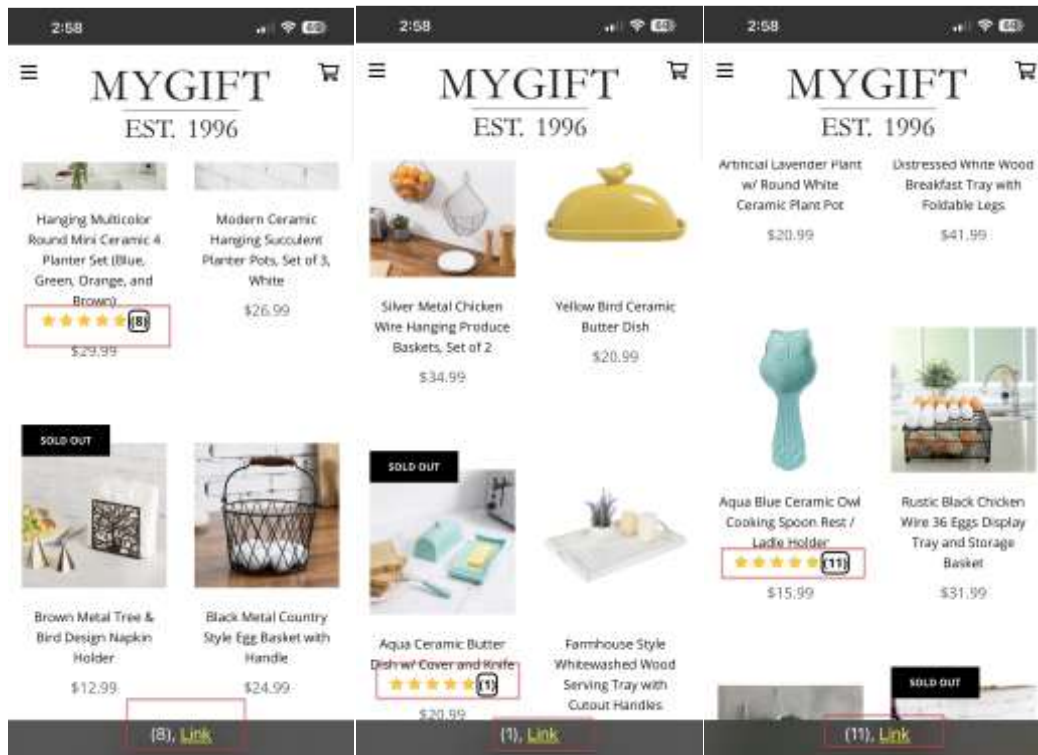 2:58
MYGIFT
EST. 1996
Hanging Multicolor
Round Mini Ceramic 4
Planter Set (Blue,
Green, Orange, and
Brown)
(8)
$29.99
Modern Ceramic
Hanging Succulent
Planter Pots, Set of 3,
White
$26.99
SOLD OUT
Brown Metal Tree &
Bird Design Napkin
Holder
$12.99
Black Metal Country
Style Egg Basket with
Handle
$24.99
(8), Link
2:58
MYGIFT
EST. 1996
Silver Metal Chicken
Wire Hanging Produce
Baskets, Set of 2
$34.99
Yellow Bird Ceramic
Butter Dish
$20.99
SOLD OUT
Aqua Ceramic Butter
Dish w/ Cover and Knife
(1)
$20.99
Farmhouse Style
Whitewashed Wood
Serving Tray with
Cutout Handles
(1), Link
2:58
MYGIFT
EST. 1996
Artificial Lavender Plant
w/ Round White
Ceramic Plant Pot
$20.99
Distressed White Wood
Breakfast Tray with
Foldable Legs
$41.99
Aqua Blue Ceramic Owl
Cooking Spoon Rest /
Ladle Holder
(11)
$15.99
Rustic Black Chicken
Wire 36 Eggs Display
Tray and Storage
Basket
$31.99
SOLD OUT
(11), Link